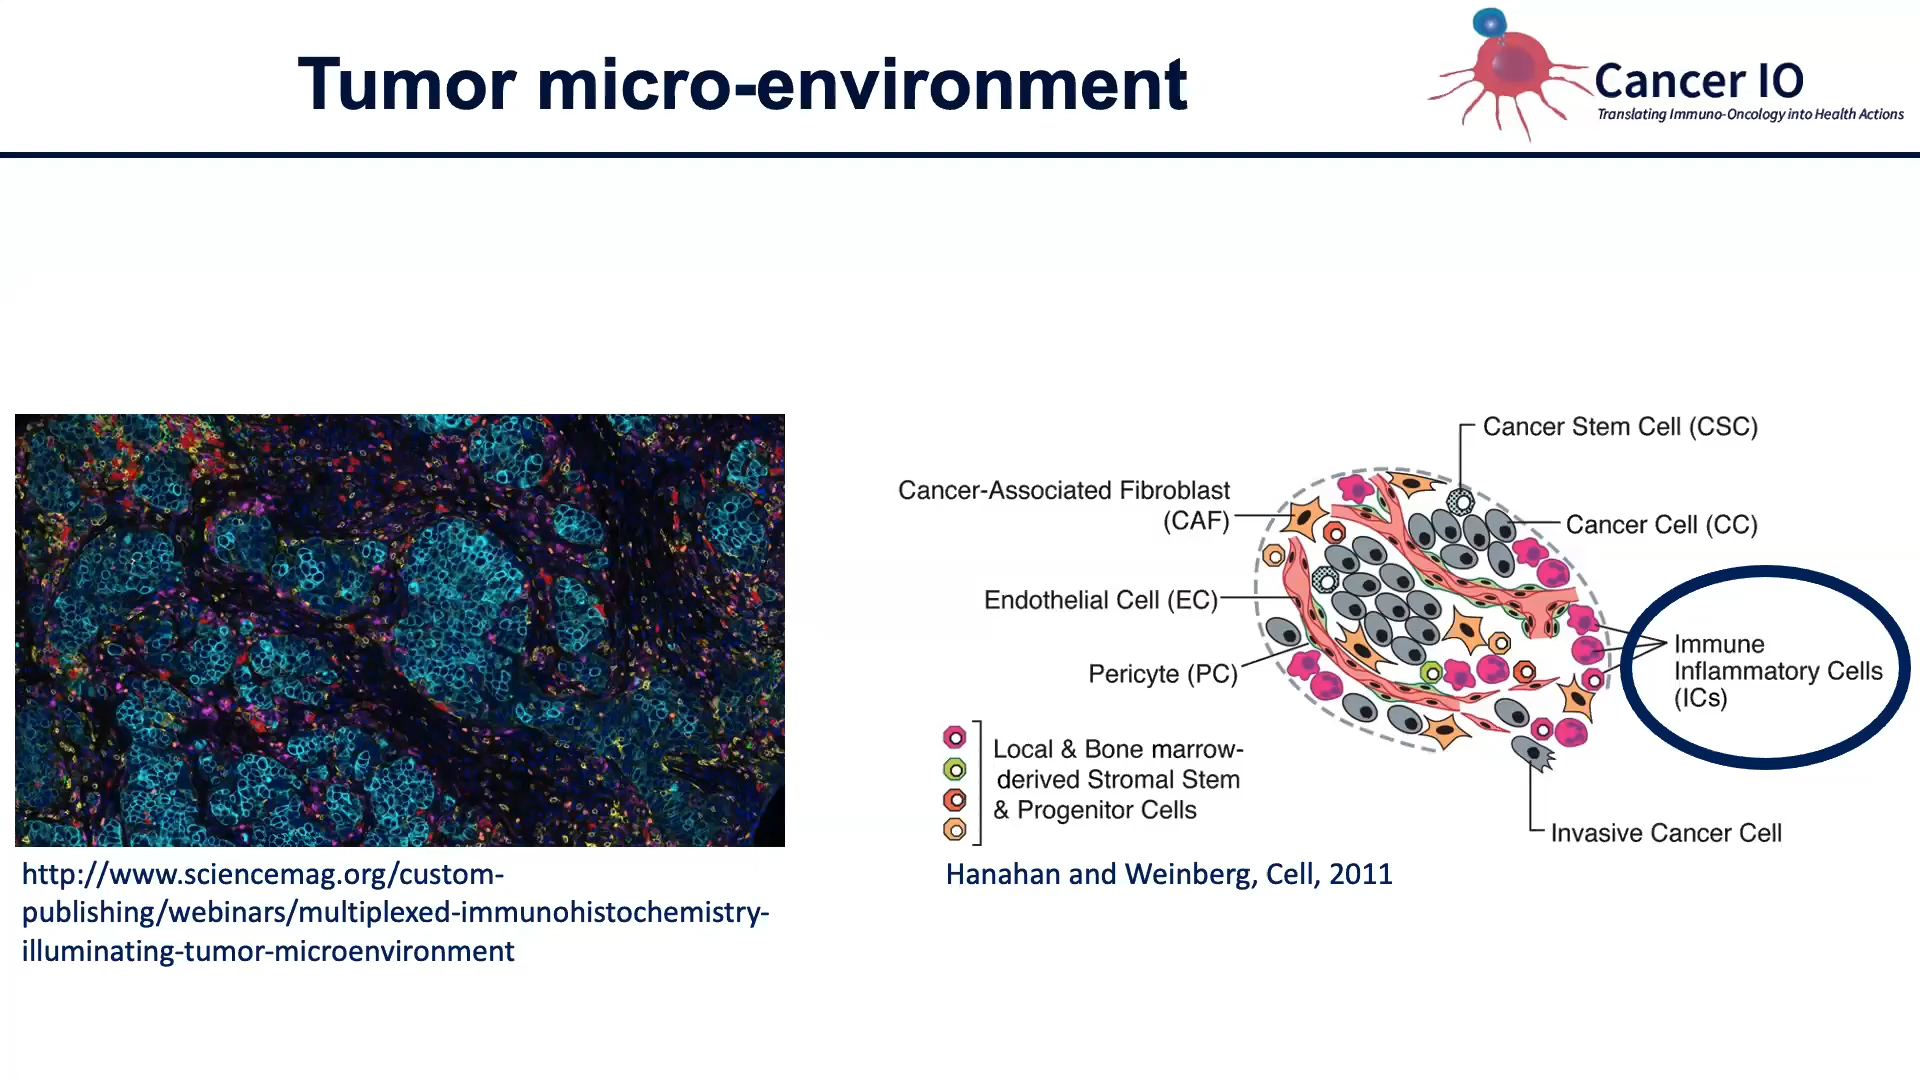 Tumor micro-environment
Cancer IO
Translating Immuno-Oncology into Health Actions
Cancer Stem Cell (CSC)
Cancer-Associated Fibroblast
(CAF)
Cancer Cell (CC)
Endothelial Cell (EC)
Immune
Inflammatory Cells
(ICs)
Pericyte (PC)
Local & Bone marrow-
derived Stromal Stem
& Progenitor Cells
Invasive Cancer Cell
http://www.sciencemag.org/custom-
publishing/webinars/multiplexed-immunohistochemistry-
illuminating-tumor-microenvironment
Hanahan and Weinberg, Cell, 2011